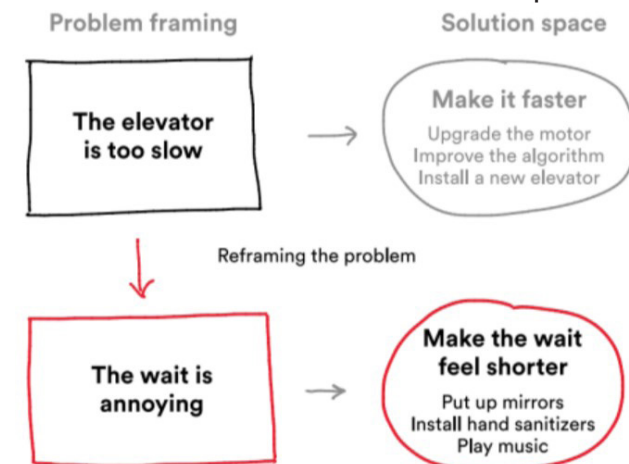 Problem framing
Solution space
The elevator
is too slow
Make it faster
Upgrade the motor
Improve the algorithm
Install a new elevator
Reframing the problem
The wait is
annoying
Make the wait
feel shorter
Put up mirrors
Install hand sanitizers
Play music